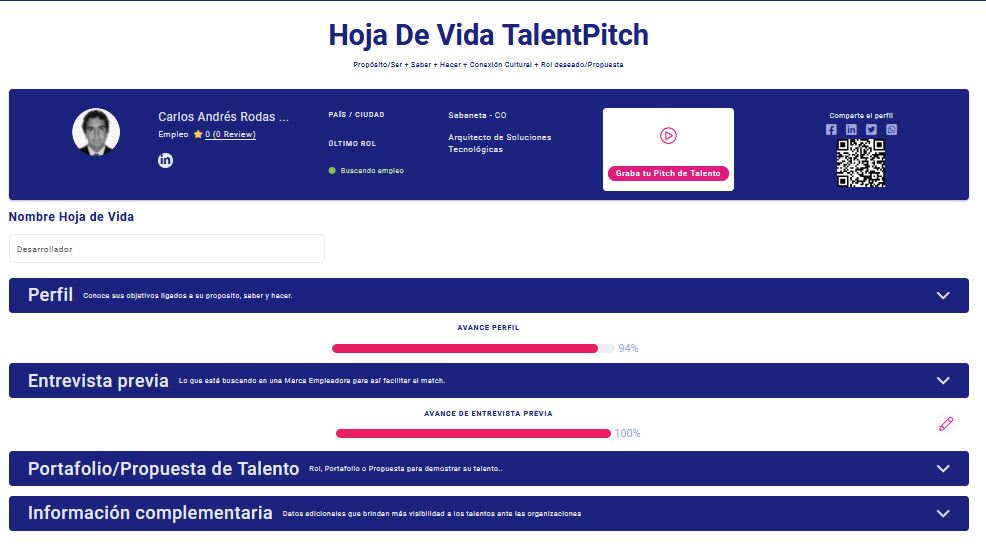 Hoja De Vida TalentPitch
Propósito/Ser + Saber + Hacer + Conexión Cultural + Rol deseado/Propuesta
Carlos Andrés Rodas ...
Empleo 0 (0 Review)
in
PAÍS / CIUDAD
Sabaneta - CO
ÚLTIMO ROL
Arquitecto de Soluciones
Tecnológicas
Buscando empleo
Graba tu Pitch de Talento
Comparte el perfil
Nombre Hoja de Vida
Desarrollador
Perfil Conoce sus objetivos ligados a su proposito, saber y hacer.
AVANCE PERFIL
94%
Entrevista previa Lo que está buscando en una Marca Empleadora para así facilitar el match.
AVANCE DE ENTREVISTA PREVIA
100%
Portafolio/Propuesta de Talento Rol, Portafolio o Propuesta para demostrar su talento..
Información complementaria Datos adicionales que brindan más visibilidad a los talentos ante las organizaciones